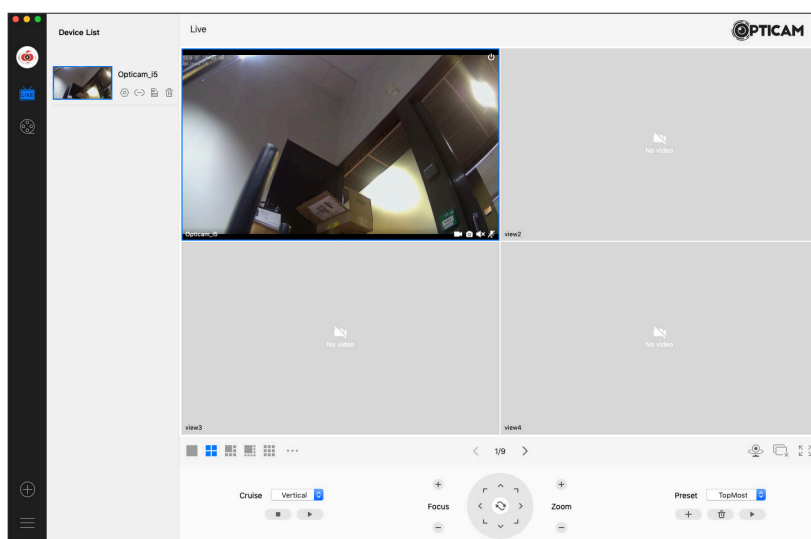 Device List
Live
OPTICAM
Opticam_i5
LIVE
Opticam_i5
No video
view2
No video
view3
No video
view4
1/9
Cruise
Vertical
Focus
Zoom
Preset
TopMost